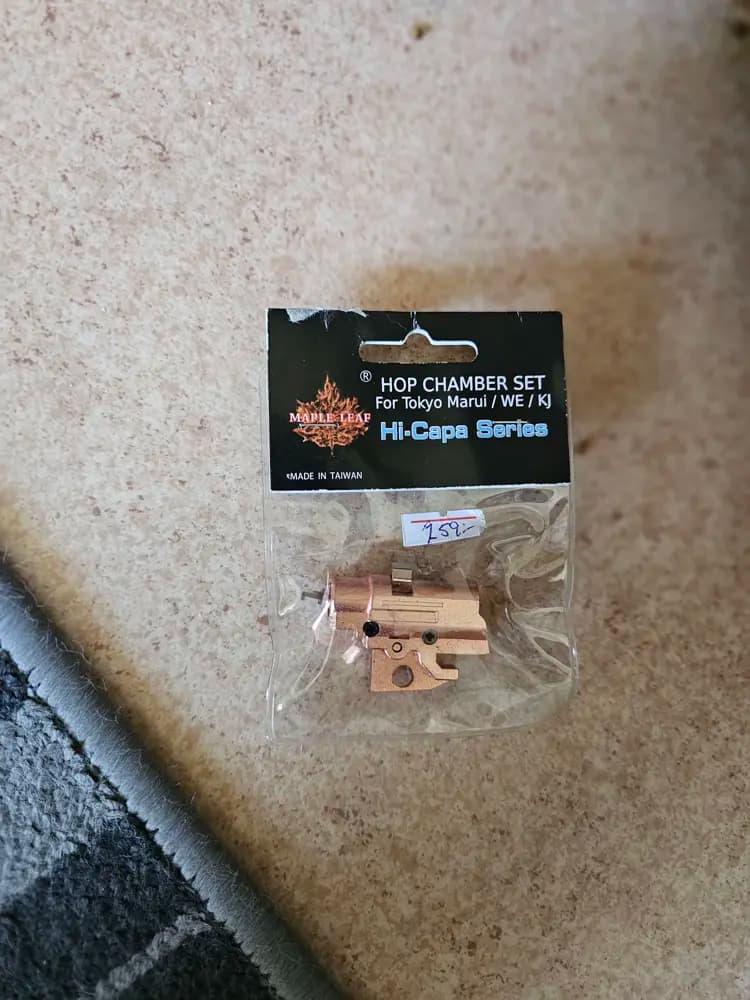 ® HOP CHAMBER SET
For Tokyo Marui / WE / KJ
MAPLE LEAF
Hi-Capa Series
*MADE IN TAIWAN
259:-